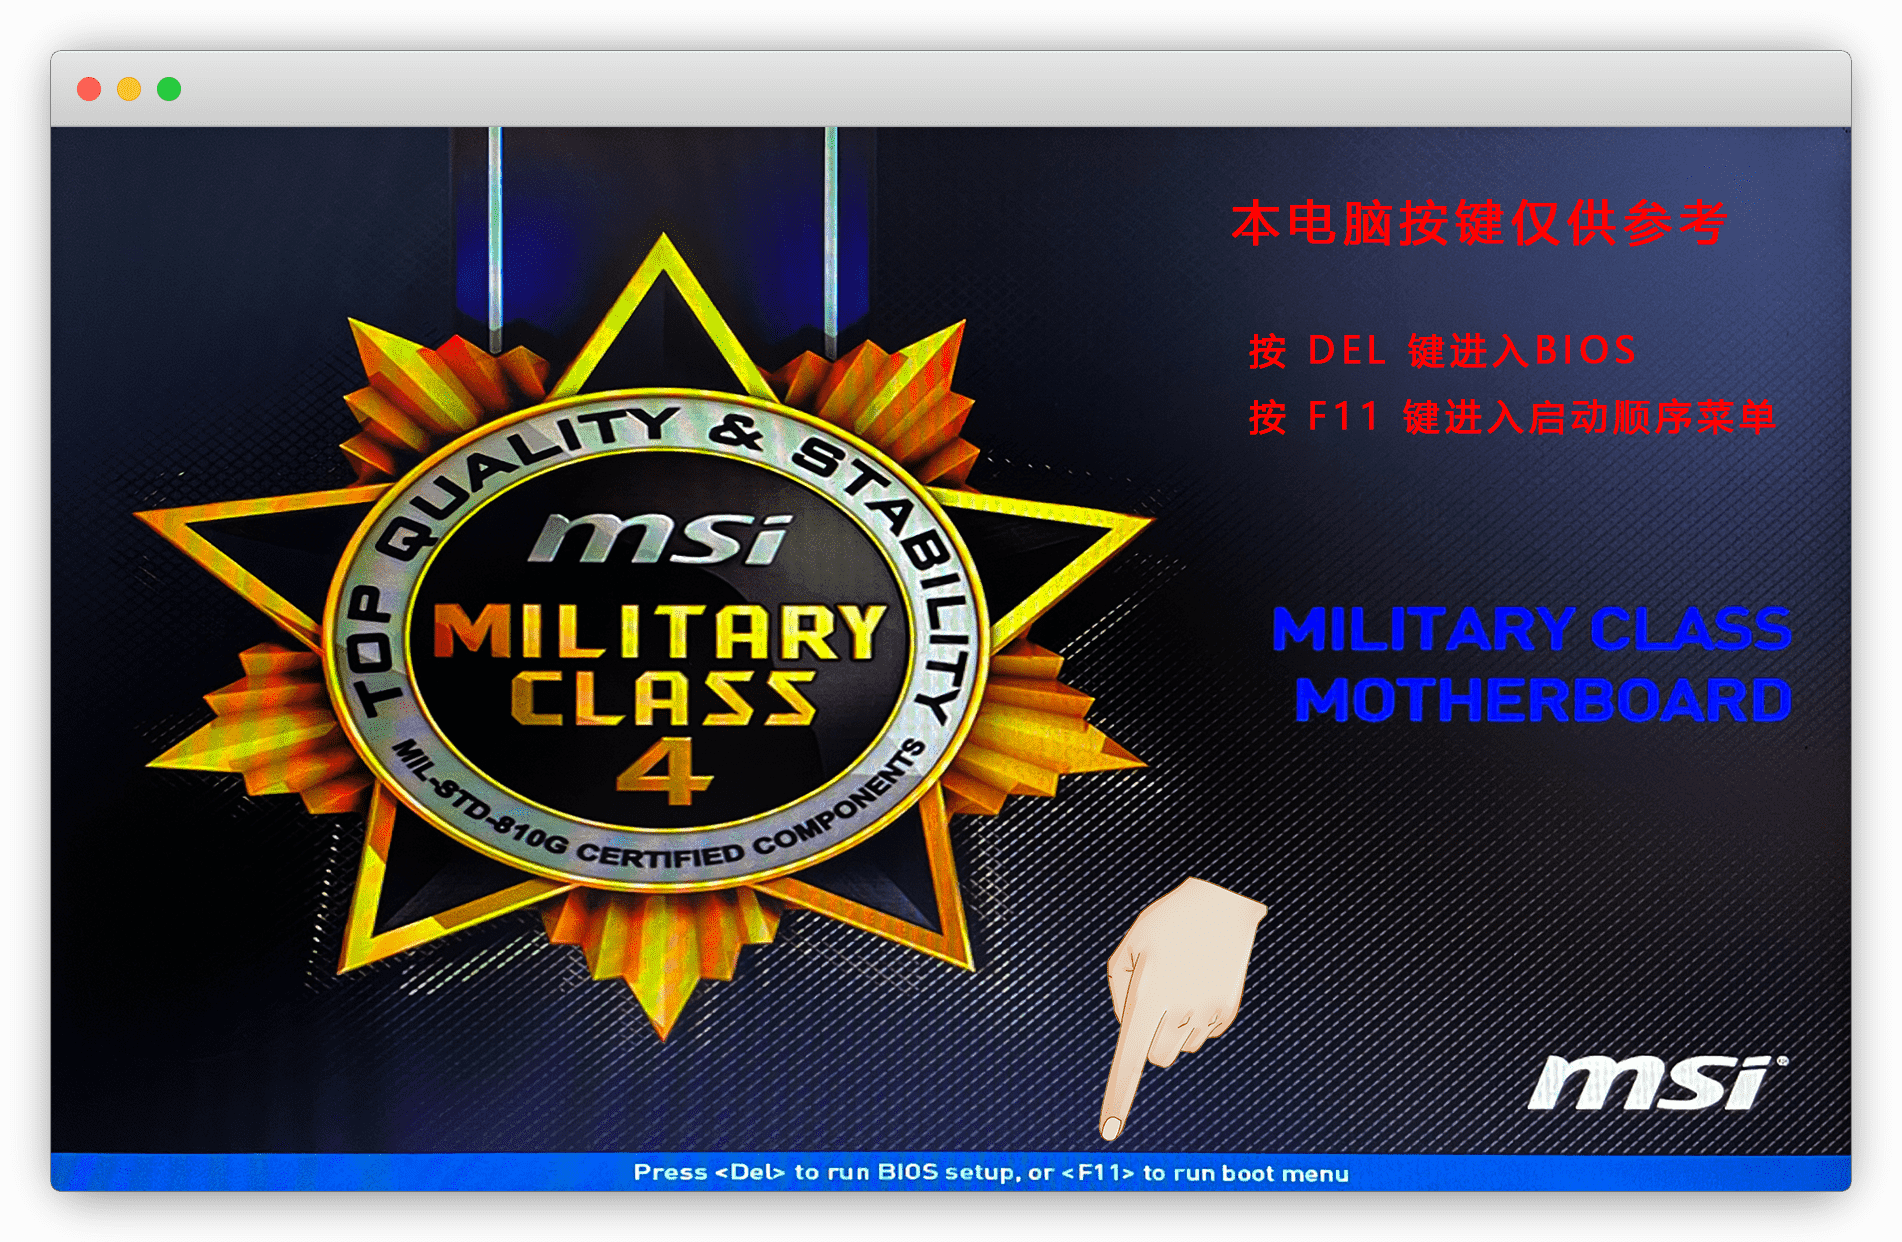 本电脑按键仅供参考
按 DEL 键进入BIOS
按 F11 键进入启动顺序菜单
TOP QUALITY & STABILITY
msi
MILITARY
CLASS
4
MIL-STD-810G CERTIFIED COMPONENTS
MILITARY CLASS
MOTHERBOARD
msi
Press <Del> to run BIOS setup, or <F11> to run boot menu